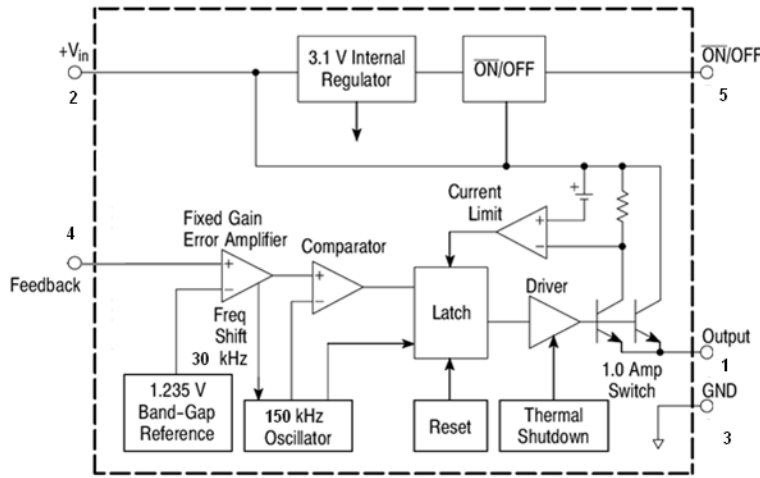 +Vin
2
3.1 V Internal
Regulator
ON/OFF
ON/OFF
5
Current
Limit
+
+
−
4
Feedback
Fixed Gain
Error Amplifier
+
−
Comparator
+
−
Freq
Shift
30 kHz
Latch
Driver
Output
1
1.0 Amp
Switch
GND
3
1.235 V
Band-Gap
Reference
150 kHz
Oscillator
Reset
Thermal
Shutdown